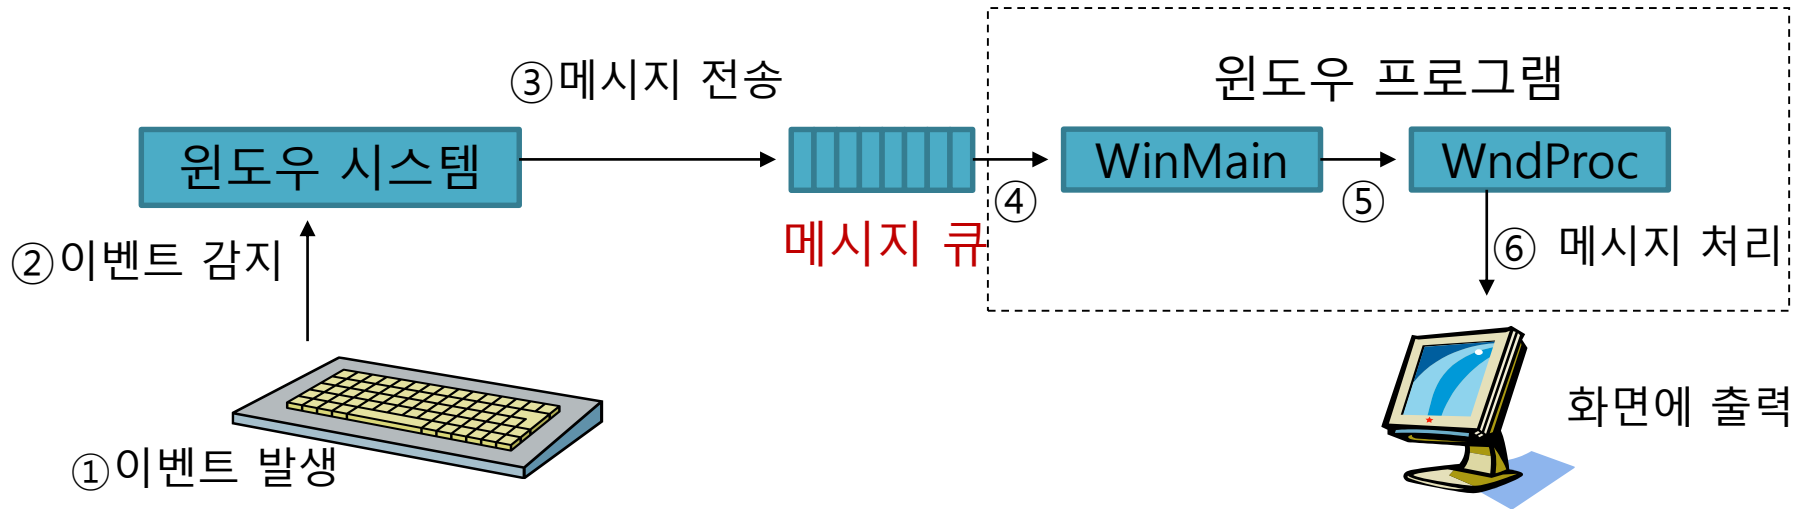 ③메시지 전송
윈도우 프로그램
윈도우 시스템
WinMain
WndProc
④
⑤
메시지 큐
②이벤트 감지
⑥ 메시지 처리
화면에 출력
①이벤트 발생